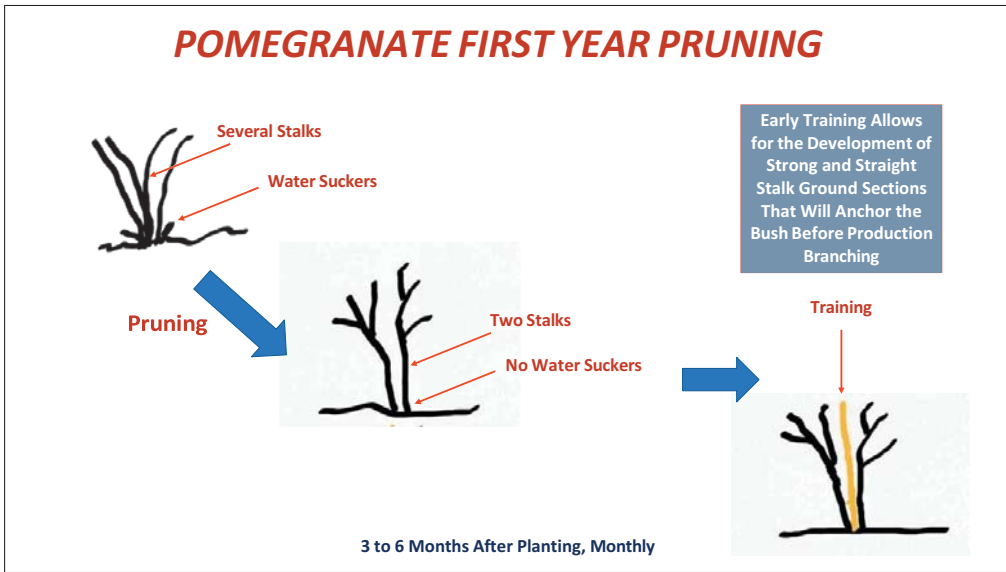 POMEGRANATE FIRST YEAR PRUNING
Several Stalks
Water Suckers
Early Training Allows
for the Development of
Strong and Straight
Stalk Ground Sections
That Will Anchor the
Bush Before Production
Branching
Pruning
Two Stalks
No Water Suckers
Training
3 to 6 Months After Planting, Monthly